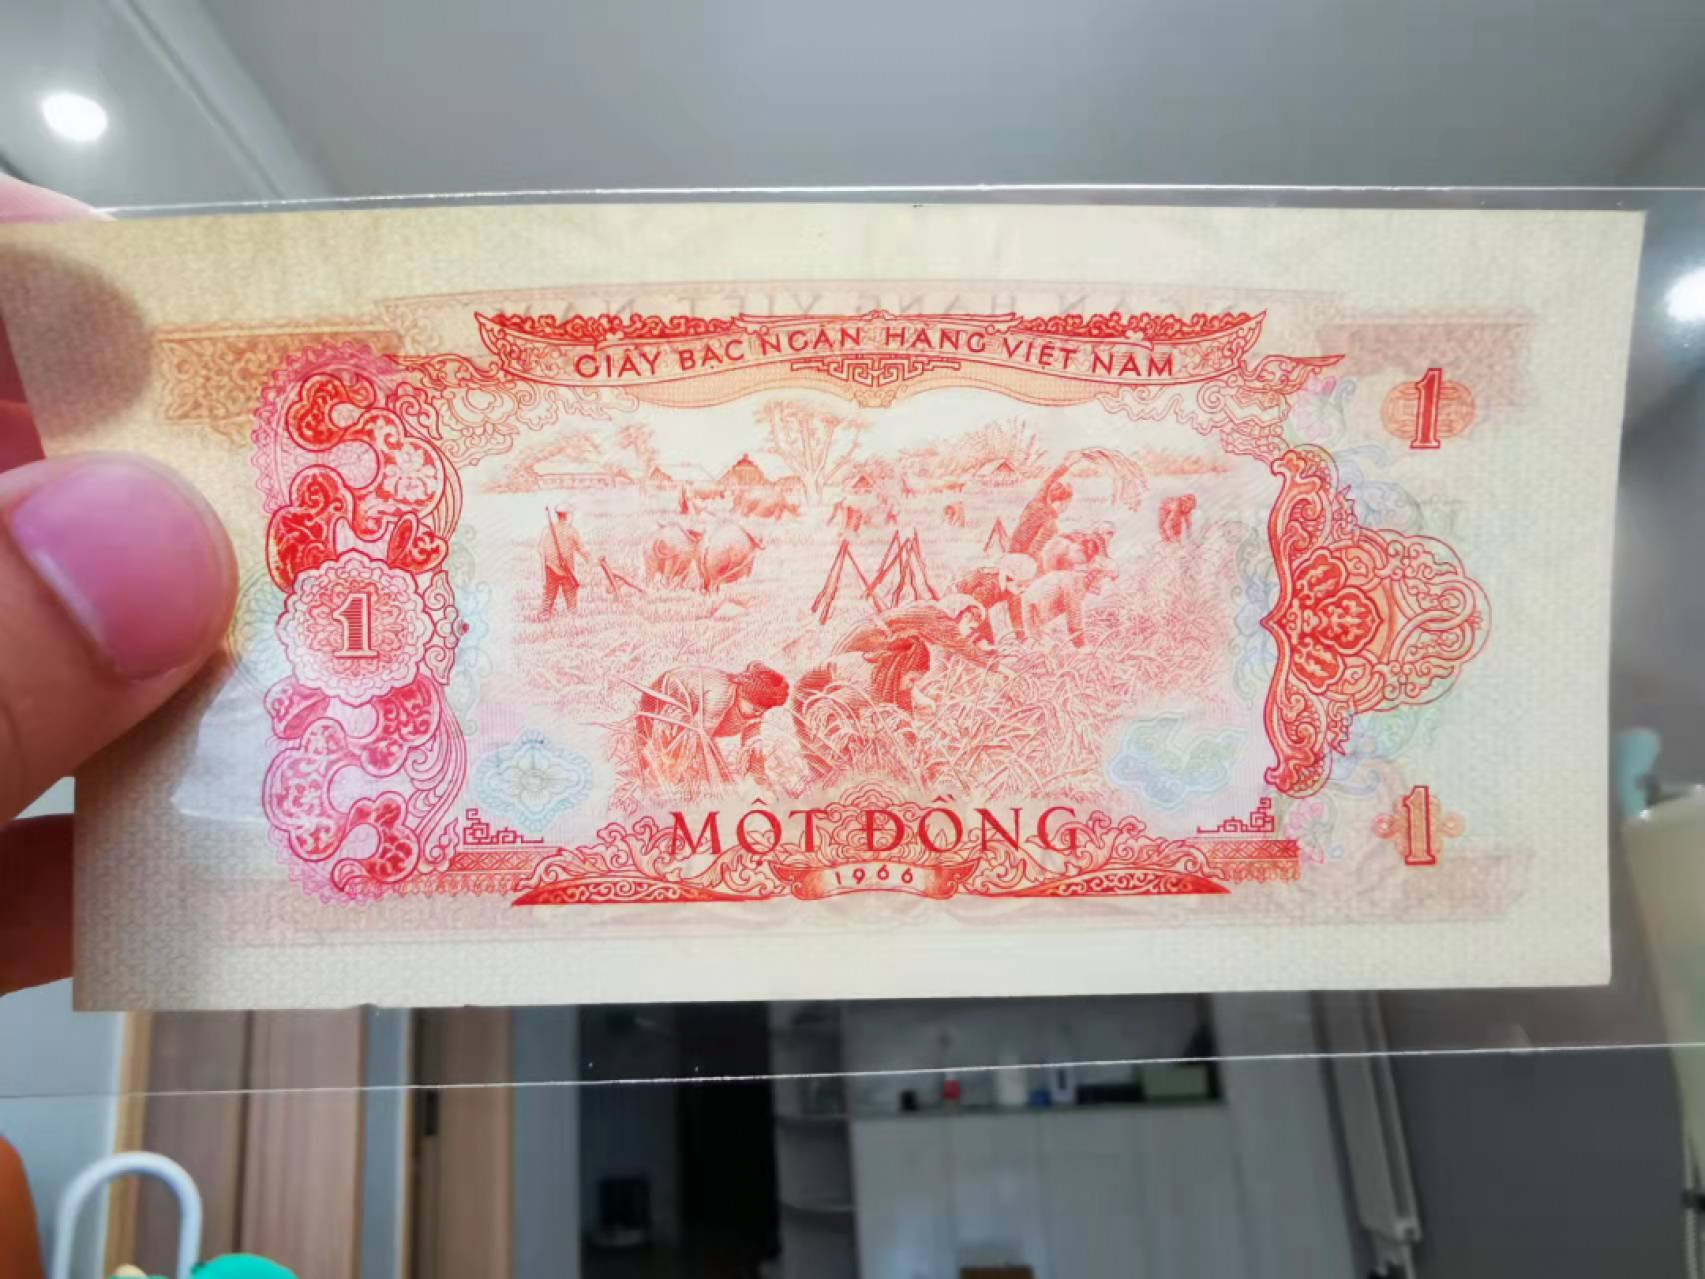 GIẤY BẠC NGÂN HÀNG VIỆT NAM
1
1
1
MỘT ĐỒNG
1966